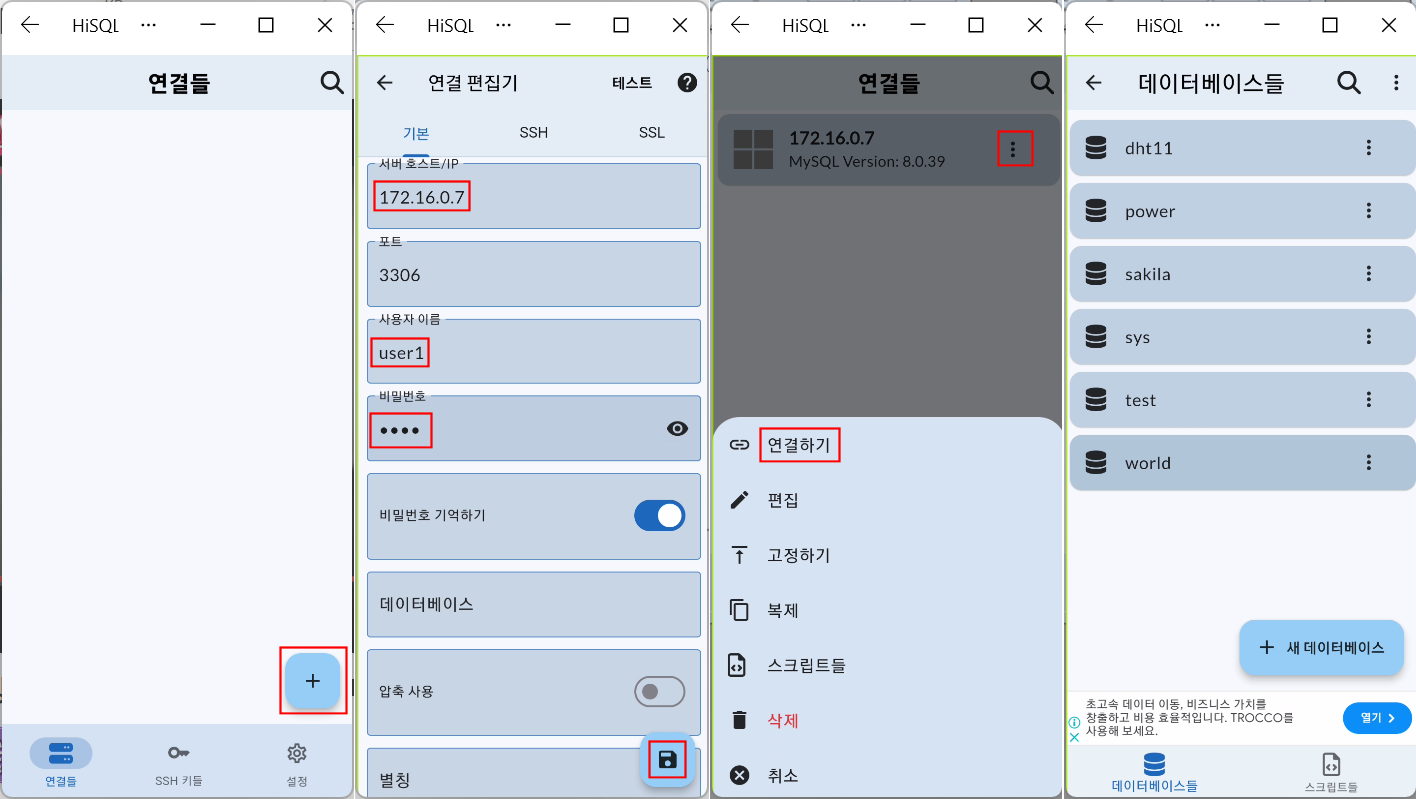 HiSQL ···
연결들
+
연결들
SSH 키들
설정
HiSQL ···
연결 편집기
테스트
기본
SSH
SSL
서버 호스트/IP
172.16.0.7
포트
3306
사용자 이름
user1
비밀번호
••••
비밀번호 기억하기
데이터베이스
압축 사용
별칭
HiSQL ···
연결들
172.16.0.7
MySQL Version: 8.0.39
연결하기
편집
고정하기
복제
스크립트들
삭제
취소
HiSQL ···
데이터베이스들
dht11
power
sakila
sys
test
world
+ 새 데이터베이스
초고속 데이터 이동, 비즈니스 가치를
창출하고 비용 효율적입니다. TROCCO를
사용해 보세요.
열기
데이터베이스들
스크립트들